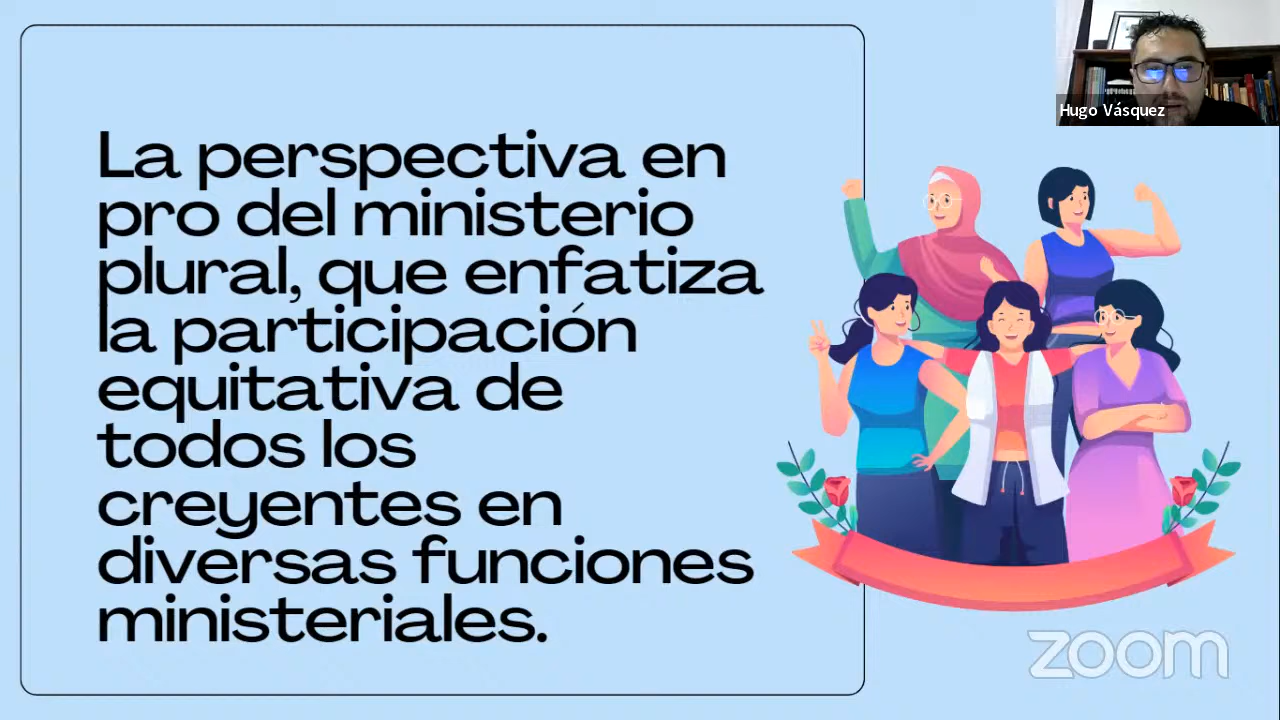 Hugo Vásquez
La perspectiva en
pro del ministerio
plural, que enfatiza
la participación
equitativa de
todos los
creyentes en
diversas funciones
ministeriales.
zoom